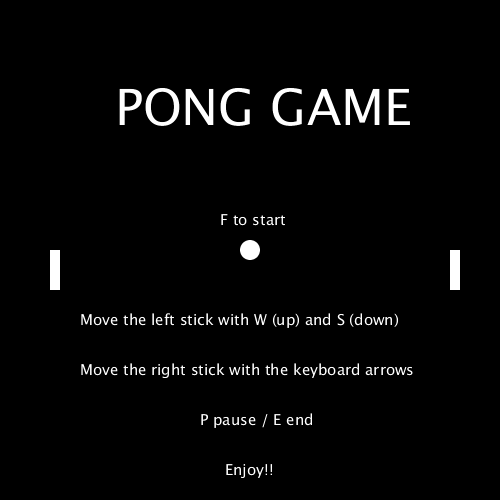 PONG GAME
F to start
Move the left stick with W (up) and S (down)
Move the right stick with the keyboard arrows
P pause / E end
Enjoy!!